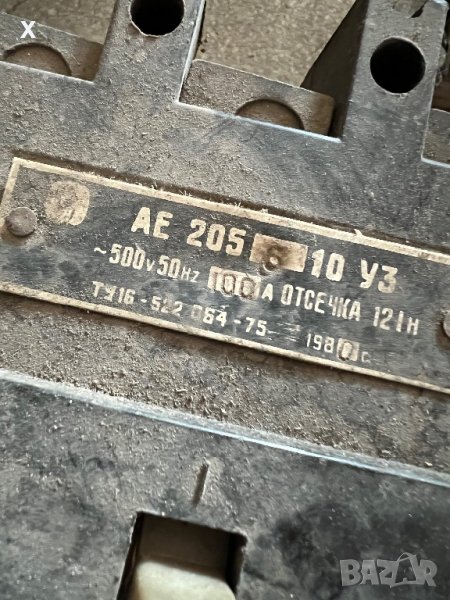 X
АЕ 205 6 10 У3
~500v 50Hz 100 А ОТСЕЧКА 12IH
ТУ16-522 064-75 198 г.
BAZAR